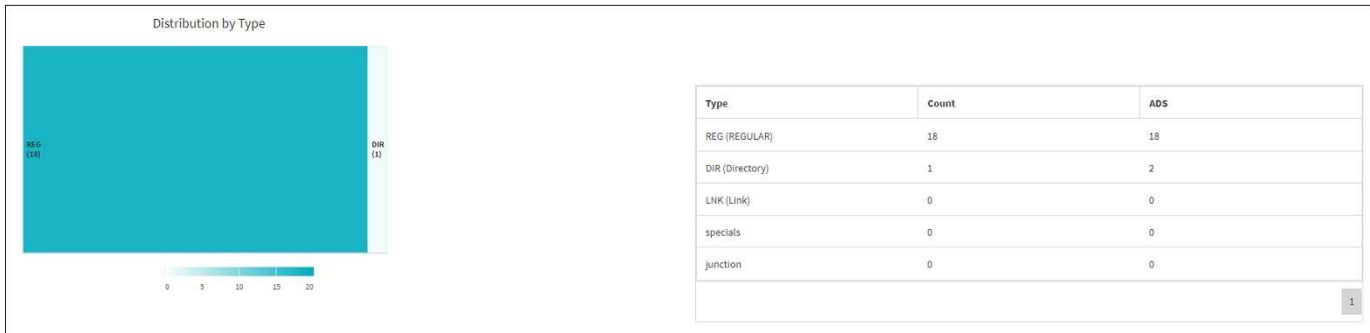 Distribution by Type
REG
(18)
DIR
(1)
0 5 10 15 20
Type Count ADS
REG (REGULAR) 18 18
DIR (Directory) 1 2
LNK (Link) 0 0
specials 0 0
junction 0 0
1